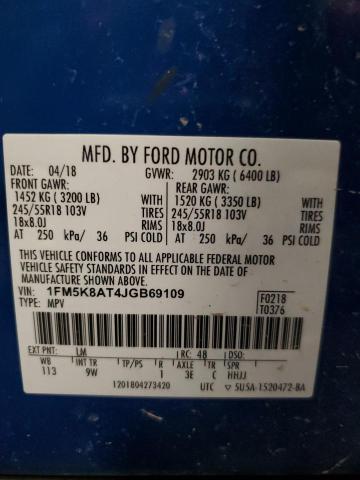 MFD. BY FORD MOTOR CO.
DATE: 04/18 GVWR: 2903 KG ( 6400 LB)
FRONT GAWR: REAR GAWR:
1452 KG ( 3200 LB) WITH 1520 KG ( 3350 LB) WITH
245/55R18 103V TIRES 245/55R18 103V TIRES
18x8.0J RIMS 18x8.0J RIMS
AT 250 kPa/ 36 PSI COLD AT 250 kPa/ 36 PSI COLD
THIS VEHICLE CONFORMS TO ALL APPLICABLE FEDERAL MOTOR
VEHICLE SAFETY STANDARDS IN EFFECT ON THE DATE OF
MANUFACTURE SHOWN ABOVE.
VIN: 1FM5K8AT4JGB69109 F0218
TYPE: MPV T0376
EXT PNT: LM RC: 48 DSO:
WB INT TR TP/PS R AXLE TR SPR
113 9W 1 3E C HHJJ
1201804273420 UTC 5U5A-1520472-BA